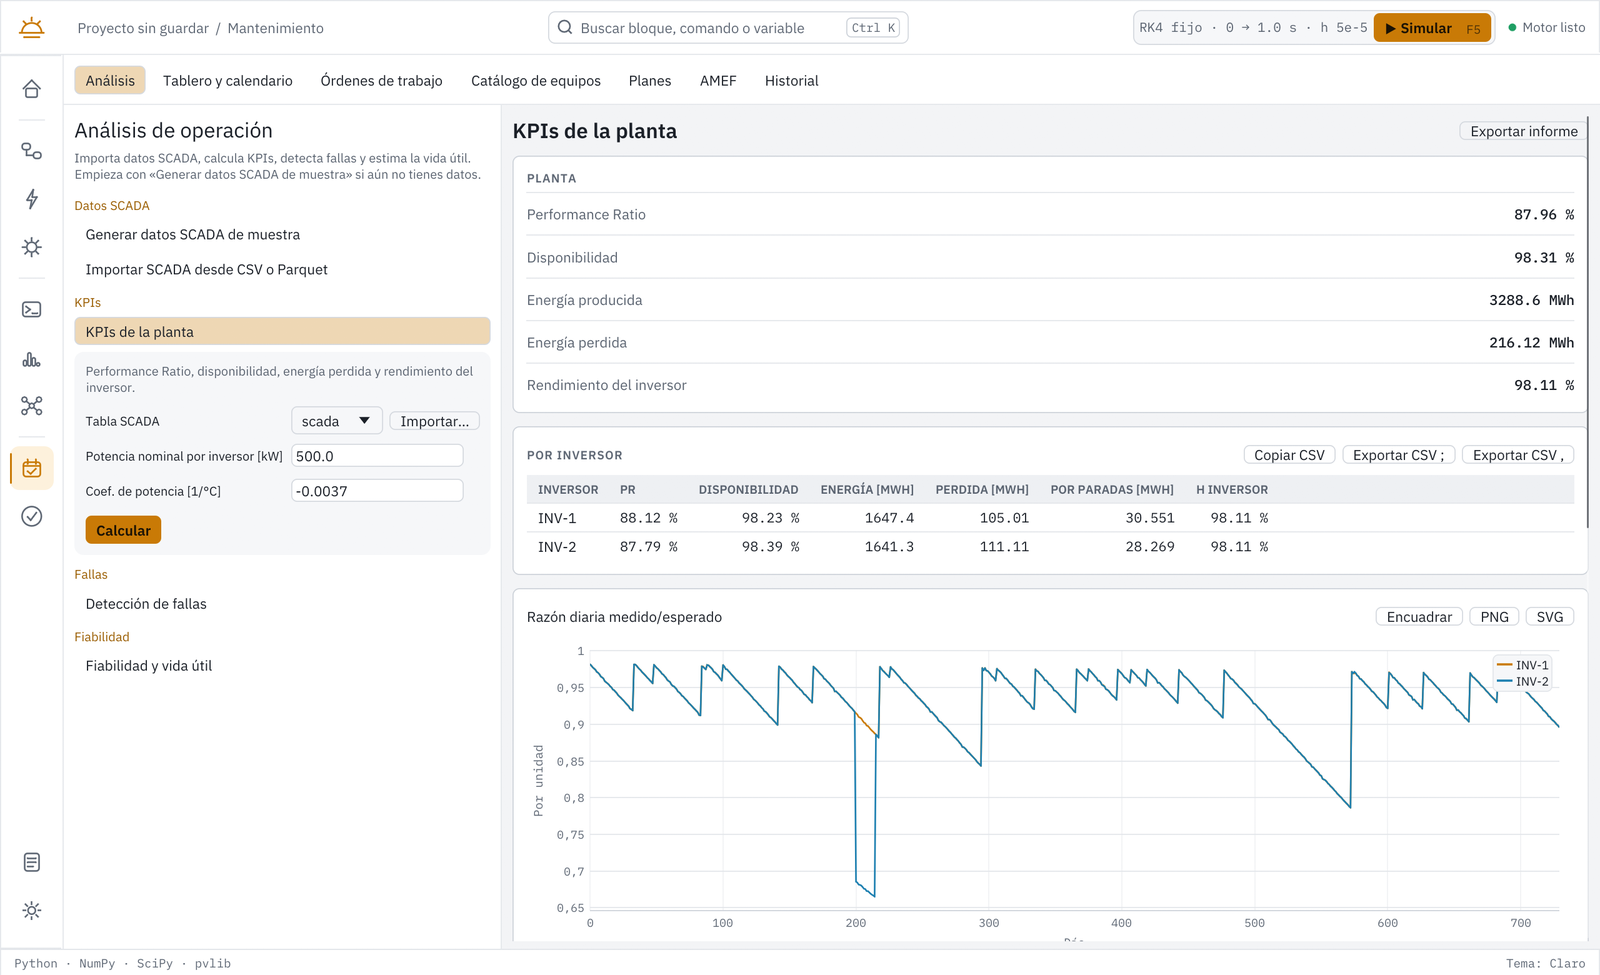 Proyecto sin guardar / Mantenimiento
Buscar bloque, comando o variable
Ctrl K
RK4 fijo · 0 → 1.0 s · h 5e-5
Simular F5
Motor listo
Análisis
Tablero y calendario
Órdenes de trabajo
Catálogo de equipos
Planes
AMEF
Historial
Análisis de operación
Importa datos SCADA, calcula KPIs, detecta fallas y estima la vida útil.
Empieza con «Generar datos SCADA de muestra» si aún no tienes datos.
Datos SCADA
Generar datos SCADA de muestra
Importar SCADA desde CSV o Parquet
KPIs
KPIs de la planta
Performance Ratio, disponibilidad, energía perdida y rendimiento del
inversor.
Tabla SCADA
scada
Importar...
Potencia nominal por inversor [kW]
500.0
Coef. de potencia [1/°C]
-0.0037
Calcular
Fallas
Detección de fallas
Fiabilidad
Fiabilidad y vida útil
KPIs de la planta
Exportar informe
PLANTA
Performance Ratio 87.96 %
Disponibilidad 98.31 %
Energía producida 3288.6 MWh
Energía perdida 216.12 MWh
Rendimiento del inversor 98.11 %
POR INVERSOR
Copiar CSV
Exportar CSV ;
Exportar CSV ,
INVERSOR PR DISPONIBILIDAD ENERGÍA [MWH] PERDIDA [MWH] POR PARADAS [MWH] Η INVERSOR
INV-1 88.12 % 98.23 % 1647.4 105.01 30.551 98.11 %
INV-2 87.79 % 98.39 % 1641.3 111.11 28.269 98.11 %
Razón diaria medido/esperado
Encuadrar
PNG
SVG
INV-1
INV-2
Por unidad
1
0,95
0,9
0,85
0,8
0,75
0,7
0,65
0 100 200 300 400 500 600 700
Python · NumPy · SciPy · pvlib
Tema: Claro